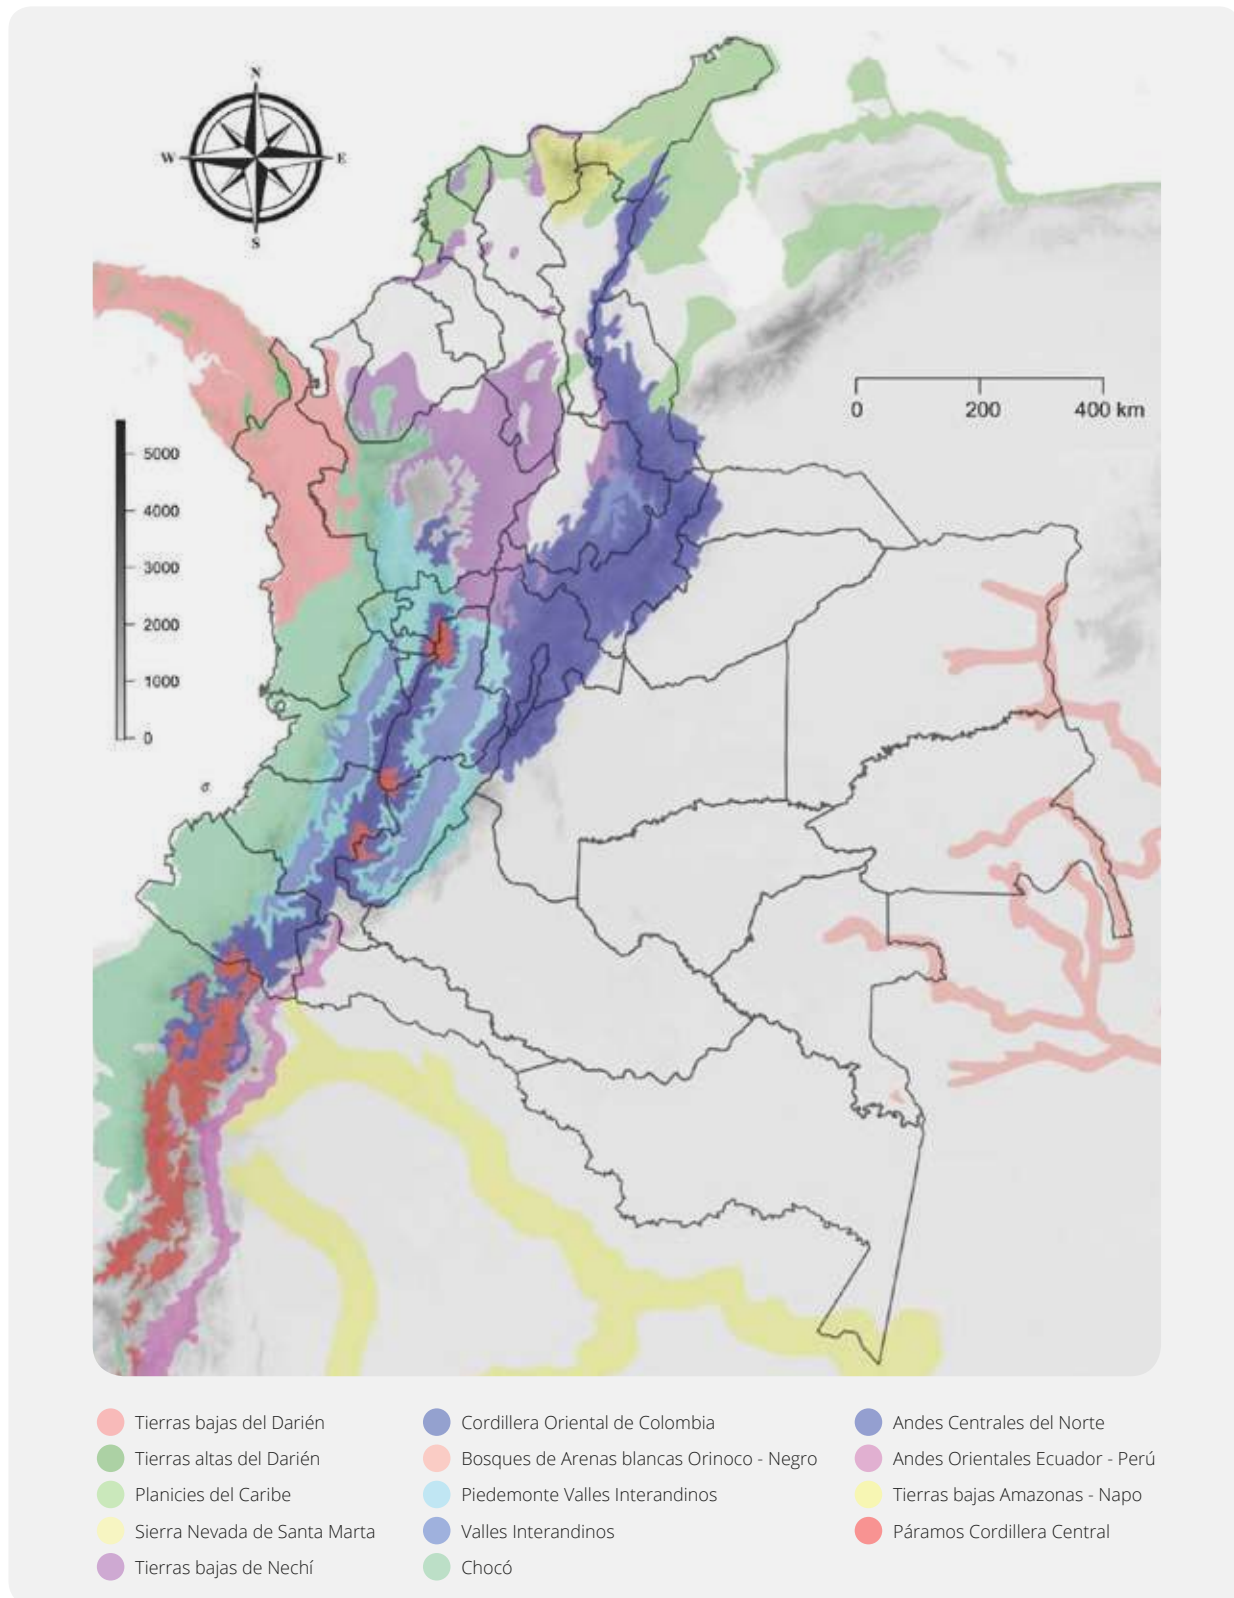 N
W
E
S
0
200
400 km
5000
4000
3000
2000
1000
0
Tierras bajas del Darién
Tierras altas del Darién
Planicies del Caribe
Sierra Nevada de Santa Marta
Tierras bajas de Nechí
Cordillera Oriental de Colombia
Bosques de Arenas blancas Orinoco - Negro
Piedemonte Valles Interandinos
Valles Interandinos
Chocó
Andes Centrales del Norte
Andes Orientales Ecuador - Perú
Tierras bajas Amazonas - Napo
Páramos Cordillera Central